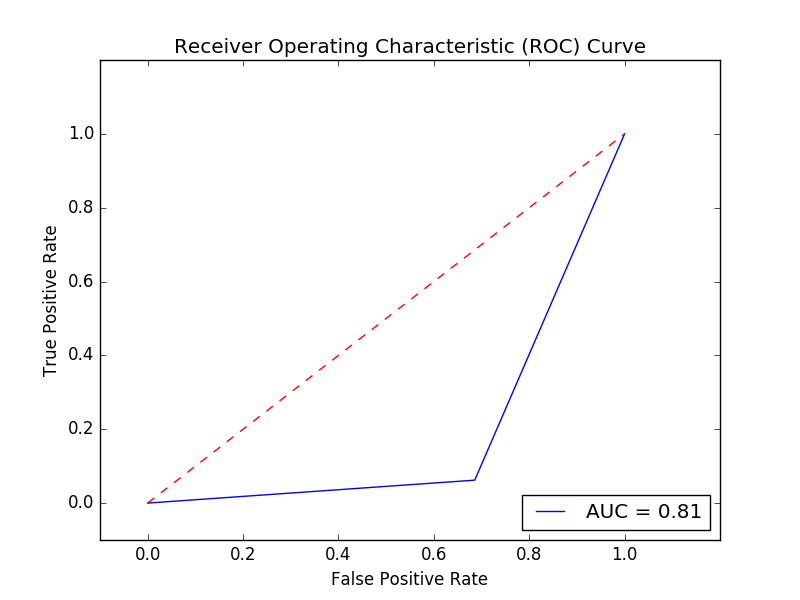 Receiver Operating Characteristic (ROC) Curve
True Positive Rate
1.0
0.8
0.6
0.4
0.2
0.0
AUC = 0.81
0.0 0.2 0.4 0.6 0.8 1.0
False Positive Rate